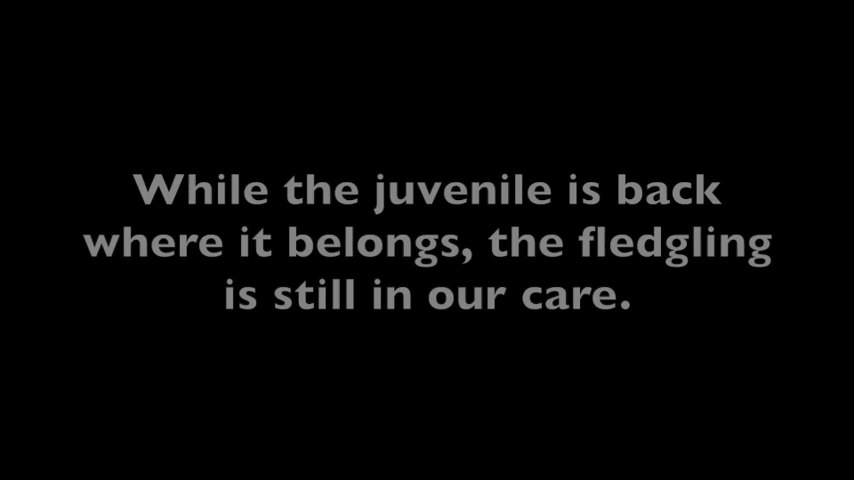 While the juvenile is back
where it belongs, the fledgling
is still in our care.